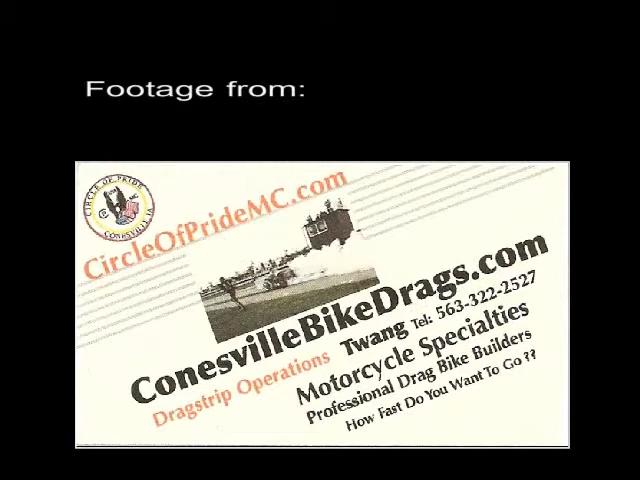 Footage from:
CIRCLE OF PRIDE
MC
CONESVILLE
CircleOfPrideMC.com
ConesvilleBikeDrags.com
Dragstrip Operations Twang Tel: 563-322-2527
Motorcycle Specialties
Professional Drag Bike Builders
How Fast Do You Want To Go ??